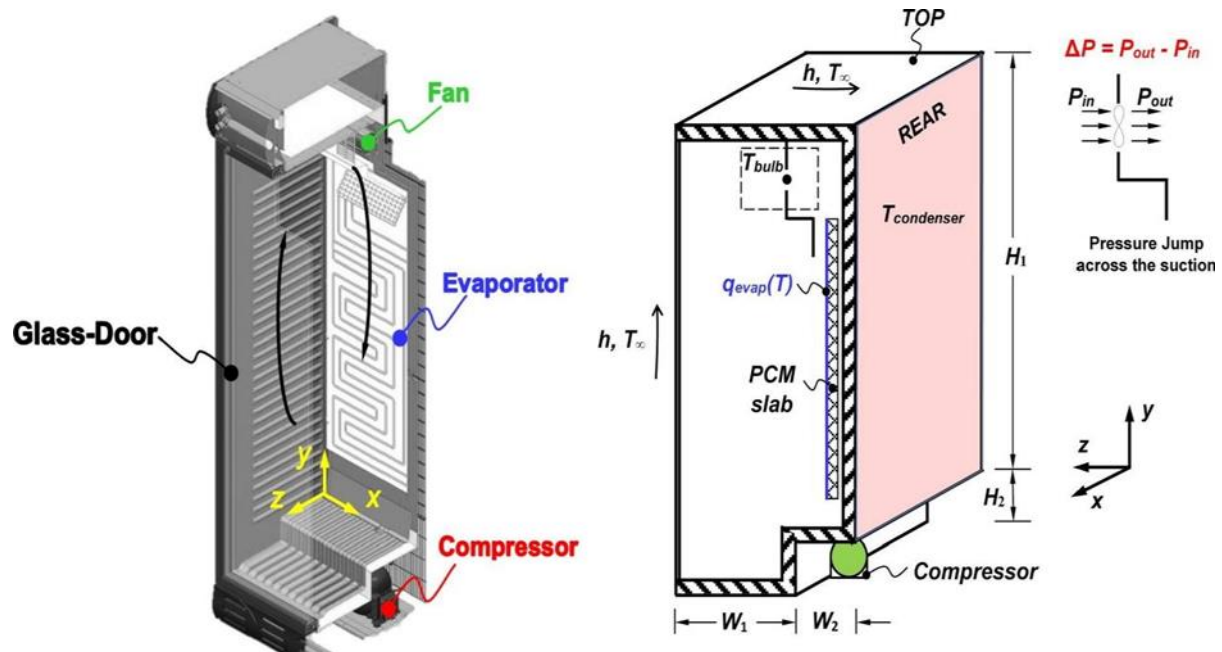 Fan
Evaporator
Glass-Door
y
z
x
Compressor
TOP
h, T∞
REAR
Tbulb
Tcondenser
qevap(T)
h, T∞
PCM
slab
H1
H2
Compressor
W1
W2
ΔP = Pout - Pin
Pin
Pout
Pressure Jump
across the suction
y
z
x